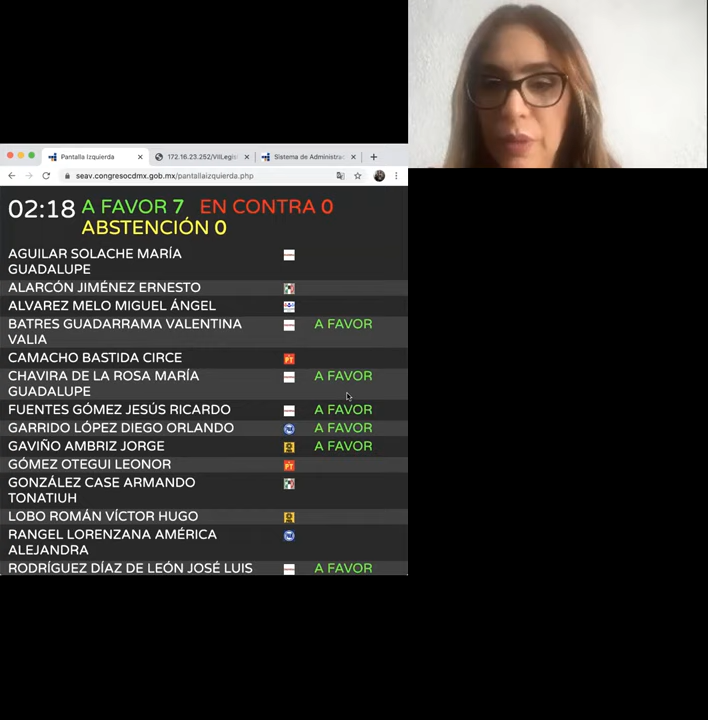 Pantalla Izquierda
172.16.23.252/VIILegis
Sistema de Administrac
seav.congresocdmx.gob.mx/pantallaizquierda.php
02:18 A FAVOR 7 EN CONTRA 0
ABSTENCIÓN 0
AGUILAR SOLACHE MARÍA
GUADALUPE
ALARCÓN JIMÉNEZ ERNESTO
ALVAREZ MELO MIGUEL ÁNGEL
BATRES GUADARRAMA VALENTINA A FAVOR
VALIA
CAMACHO BASTIDA CIRCE PT
CHAVIRA DE LA ROSA MARÍA A FAVOR
GUADALUPE
FUENTES GÓMEZ JESÚS RICARDO A FAVOR
GARRIDO LÓPEZ DIEGO ORLANDO A FAVOR
GAVIÑO AMBRIZ JORGE A FAVOR
GÓMEZ OTEGUI LEONOR PT
GONZÁLEZ CASE ARMANDO
TONATIUH
LOBO ROMÁN VÍCTOR HUGO
RANGEL LORENZANA AMÉRICA
ALEJANDRA
RODRÍGUEZ DÍAZ DE LEÓN JOSÉ LUIS A FAVOR